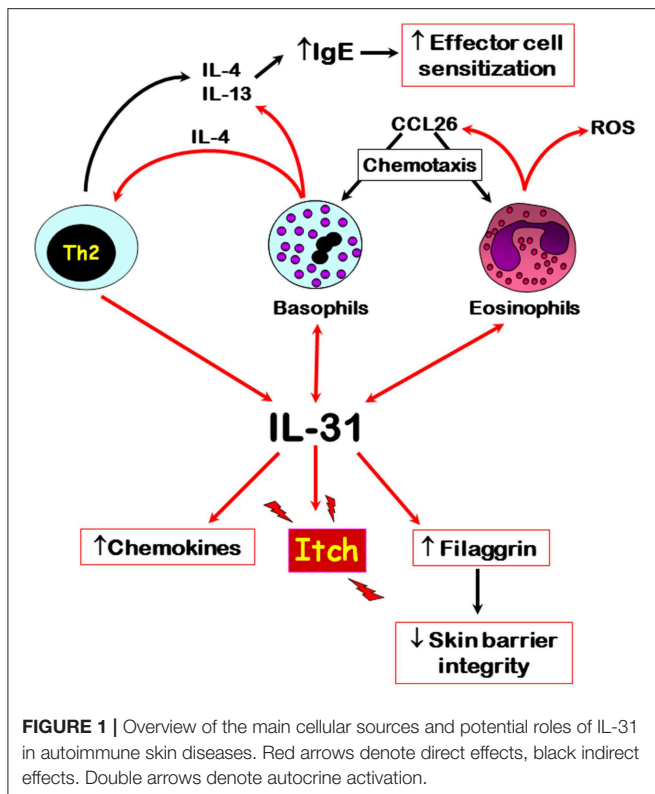 ↑IgE
↑ Effector cell
sensitization
IL-4
IL-13
IL-4
CCL26
ROS
Chemotaxis
Th2
Basophils
Eosinophils
IL-31
↑Chemokines
Itch
↑ Filaggrin
↓ Skin barrier
integrity
FIGURE 1 | Overview of the main cellular sources and potential roles of IL-31
in autoimmune skin diseases. Red arrows denote direct effects, black indirect
effects. Double arrows denote autocrine activation.